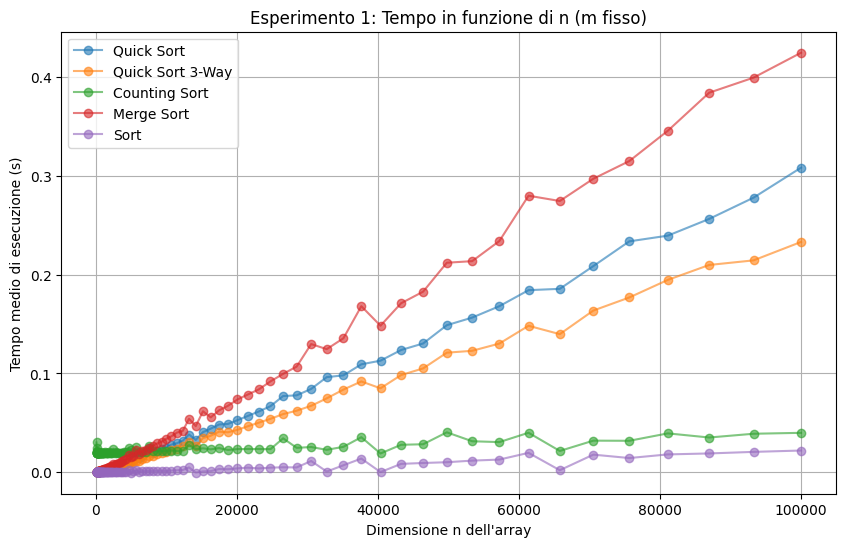 Esperimento 1: Tempo in funzione di n (m fisso)
Quick Sort
Quick Sort 3-Way
Counting Sort
Merge Sort
Sort
Tempo medio di esecuzione (s)
0.4
0.3
0.2
0.1
0.0
0 20000 40000 60000 80000 100000
Dimensione n dell'array